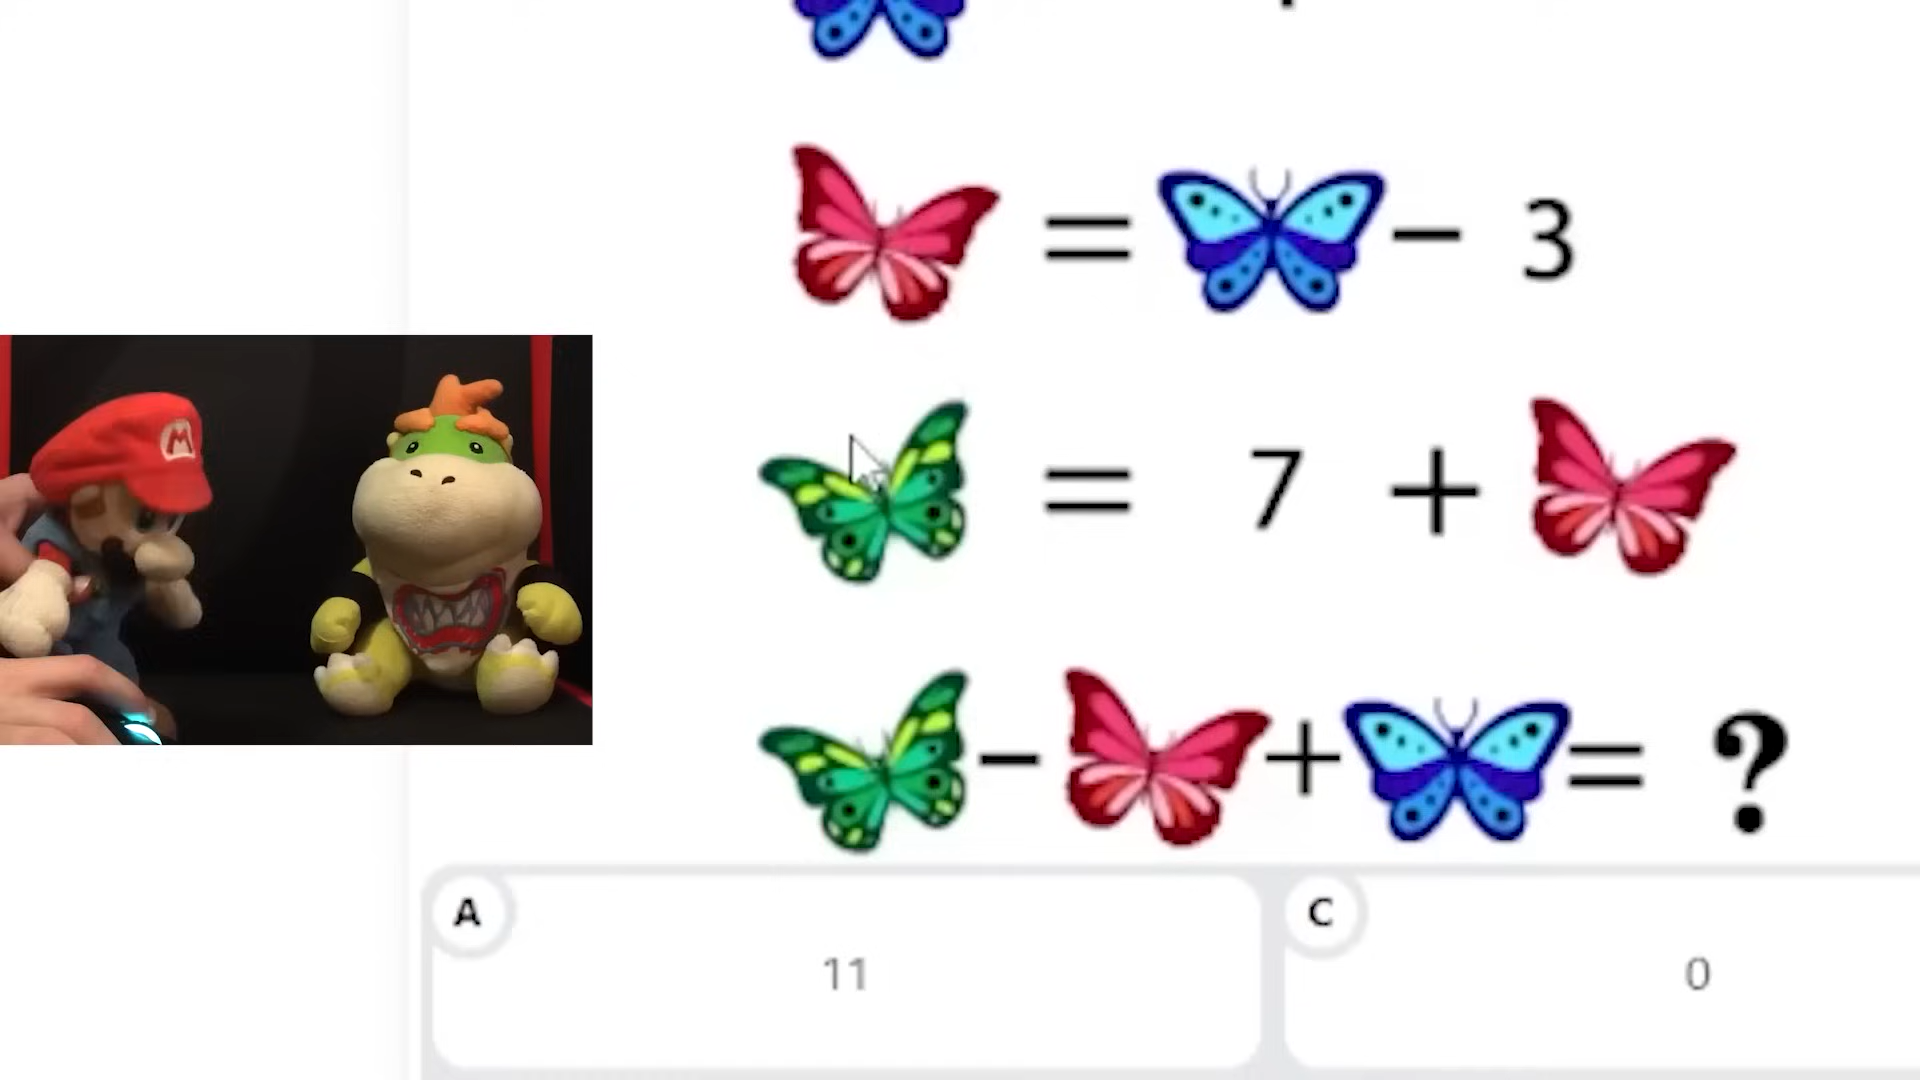 = − 3
= 7 +
− + = ?
A C
11 0
M